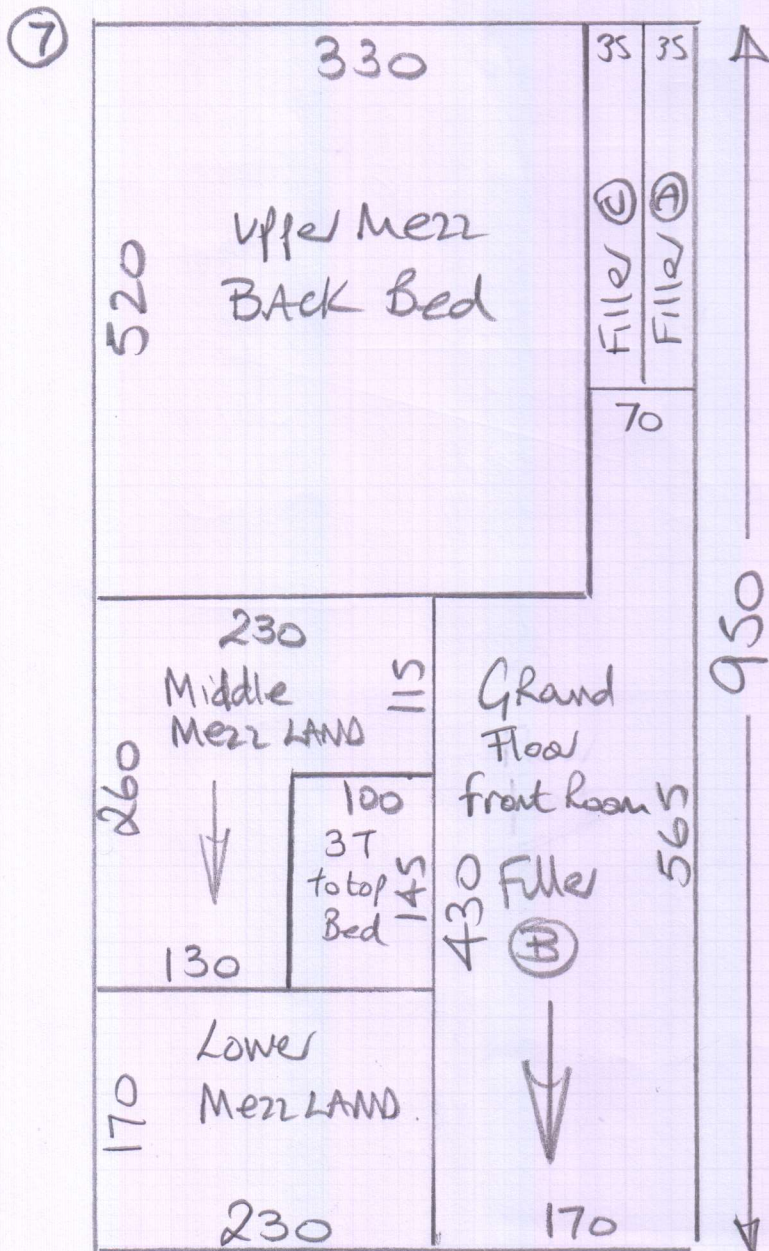 7
330
35 35
520
Upper Mezz
BACK Bed
Filler C
Filler A
70
950
230
Middle
Mezz LAND
115
260
100
3T
to top
Bed
145
130
GRand
Floor
front Room
Filler
B
430
565
Lower
Mezz LAND
170
230
170